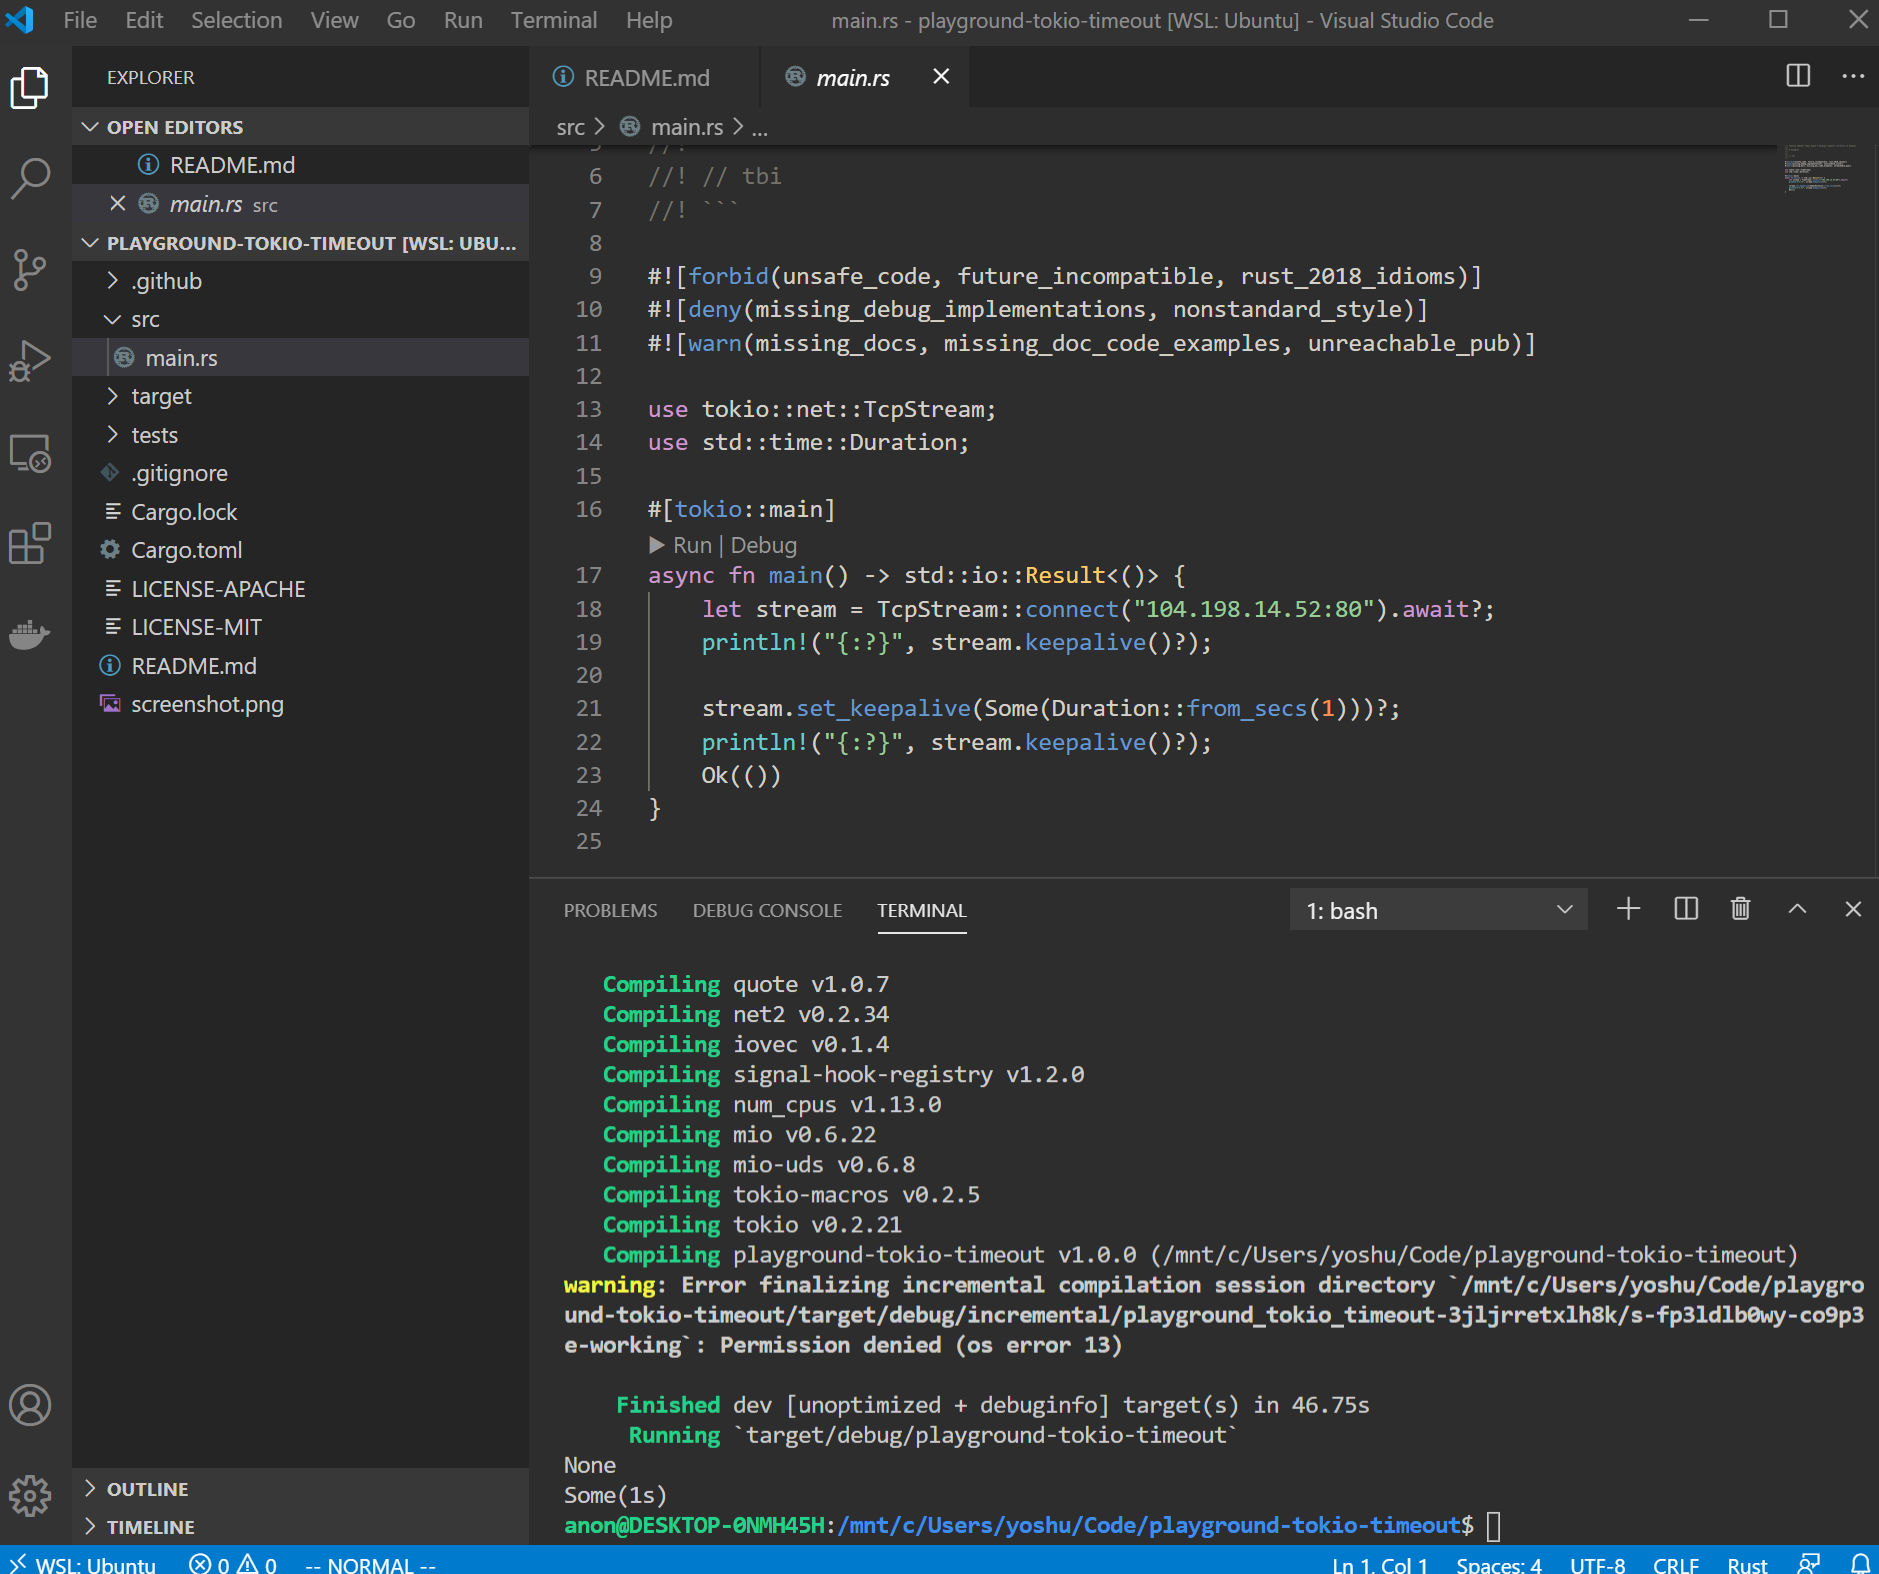 File Edit Selection View Go Run Terminal Help main.rs - playground-tokio-timeout [WSL: Ubuntu] - Visual Studio Code
EXPLORER
OPEN EDITORS
README.md
main.rs src
PLAYGROUND-TOKIO-TIMEOUT [WSL: UBU...
.github
src
main.rs
target
tests
.gitignore
Cargo.lock
Cargo.toml
LICENSE-APACHE
LICENSE-MIT
README.md
screenshot.png
OUTLINE
TIMELINE
README.md main.rs
src > main.rs > ...
5 //!
6 //! // tbi
7 //! ```
8
9 #![forbid(unsafe_code, future_incompatible, rust_2018_idioms)]
10 #![deny(missing_debug_implementations, nonstandard_style)]
11 #![warn(missing_docs, missing_doc_code_examples, unreachable_pub)]
12
13 use tokio::net::TcpStream;
14 use std::time::Duration;
15
16 #[tokio::main]
▶ Run | Debug
17 async fn main() -> std::io::Result<()> {
18 let stream = TcpStream::connect("104.198.14.52:80").await?;
19 println!("{:?}", stream.keepalive()?);
20
21 stream.set_keepalive(Some(Duration::from_secs(1)))?;
22 println!("{:?}", stream.keepalive()?);
23 Ok(())
24 }
25
PROBLEMS DEBUG CONSOLE TERMINAL 1: bash
Compiling quote v1.0.7
Compiling net2 v0.2.34
Compiling iovec v0.1.4
Compiling signal-hook-registry v1.2.0
Compiling num_cpus v1.13.0
Compiling mio v0.6.22
Compiling mio-uds v0.6.8
Compiling tokio-macros v0.2.5
Compiling tokio v0.2.21
Compiling playground-tokio-timeout v1.0.0 (/mnt/c/Users/yoshu/Code/playground-tokio-timeout)
warning: Error finalizing incremental compilation session directory `/mnt/c/Users/yoshu/Code/playgro
und-tokio-timeout/target/debug/incremental/playground_tokio_timeout-3jljrretxlh8k/s-fp3ldlb0wy-co9p3
e-working`: Permission denied (os error 13)
Finished dev [unoptimized + debuginfo] target(s) in 46.75s
Running `target/debug/playground-tokio-timeout`
None
Some(1s)
anon@DESKTOP-0NMH45H:/mnt/c/Users/yoshu/Code/playground-tokio-timeout$
WSL: Ubuntu 0 0 -- NORMAL -- Ln 1, Col 1 Spaces: 4 UTF-8 CRLF Rust